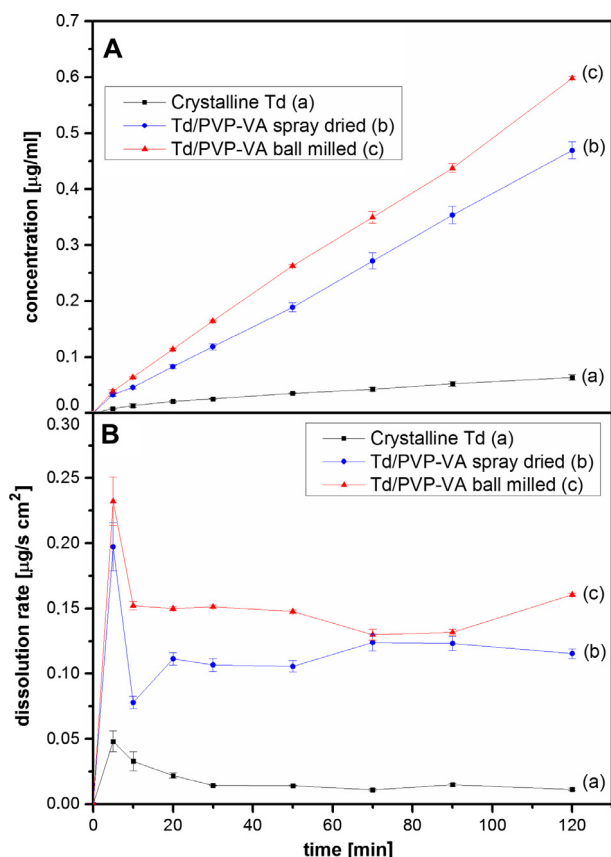 A
0.7
0.6
0.5
0.4
0.3
0.2
0.1
0.0
concentration [µg/ml]
Crystalline Td (a)
Td/PVP-VA spray dried (b)
Td/PVP-VA ball milled (c)
(c)
(b)
(a)
B
0.30
0.25
0.20
0.15
0.10
0.05
0.00
dissolution rate [µg/s cm²]
Crystalline Td (a)
Td/PVP-VA spray dried (b)
Td/PVP-VA ball milled (c)
(c)
(b)
(a)
0 20 40 60 80 100 120
time [min]